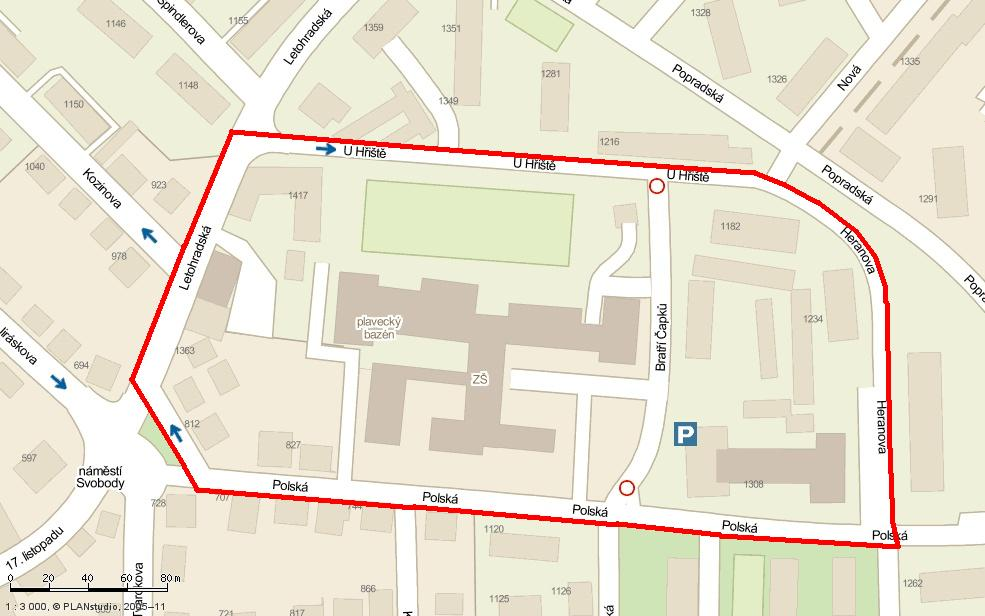 Spindlerova
1155
Letohradská
1359
1351
1328
1146
1148
1150
1281
Popradská
1326
Nová
1335
1349
1216
U Hřiště
U Hřiště
U Hřiště
1040
Kozinova
923
1417
Popradská
1291
1182
Heranova
978
Letohradská
plavecký
bazén
Bratří Čapků
1234
Jiráskova
694
1363
ZŠ
812
827
P
Heranova
597
náměstí
Svobody
728
707
744
Polská
Polská
Polská
Polská
Polská
1308
17. listopadu
1120
866
817
1125
1126
1262
0 20 40 60 80 m
1 : 3 000, © PLANstudio, 2005–11